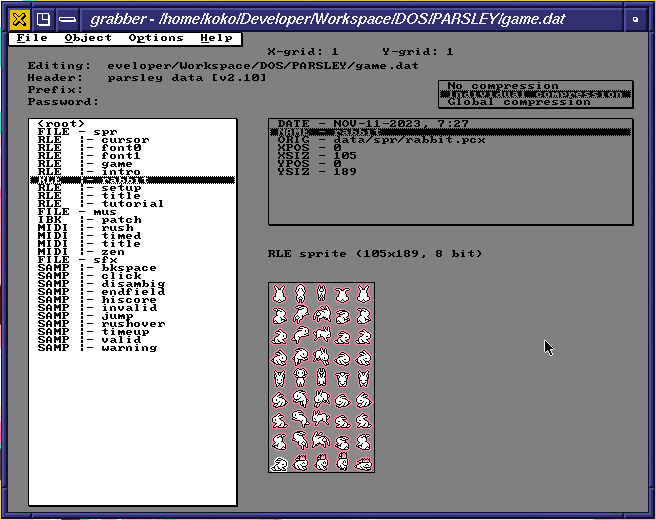 grabber - /home/koko/Developer/Workspace/DOS/PARSLEY/game.dat
File Object Options Help
X-grid: 1 Y-grid: 1
Editing: eveloper/Workspace/DOS/PARSLEY/game.dat
Header: parsley data [v2.10]
Prefix:
Password:
No compression
Individual compression
Global compression
<root>
FILE - spr
RLE |- cursor
RLE |- font0
RLE |- font1
RLE |- game
RLE |- intro
RLE |- rabbit
RLE |- setup
RLE |- title
RLE |- tutorial
FILE - mus
IBK |- patch
MIDI |- rush
MIDI |- timed
MIDI |- title
MIDI |- zen
FILE - sfx
SAMP |- bkspace
SAMP |- click
SAMP |- disambig
SAMP |- endfield
SAMP |- hiscore
SAMP |- invalid
SAMP |- jump
SAMP |- rushover
SAMP |- timeup
SAMP |- valid
SAMP |- warning
DATE - NOV-11-2023, 7:27
NAME - rabbit
ORIG - data/spr/rabbit.pcx
XPOS - 0
XSIZ - 105
YPOS - 0
YSIZ - 189
RLE sprite (105x189, 8 bit)